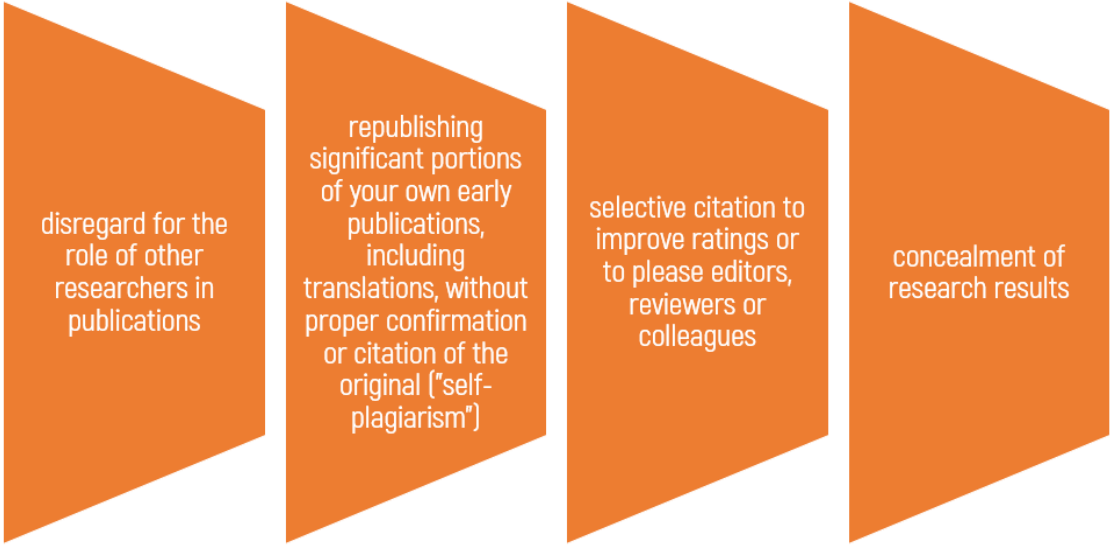 disregard for the
role of other
researchers in
publications
republishing
significant portions
of your own early
publications,
including
translations, without
proper confirmation
or citation of the
original ("self-
plagiarism")
selective citation to
improve ratings or
to please editors,
reviewers or
colleagues
concealment of
research results